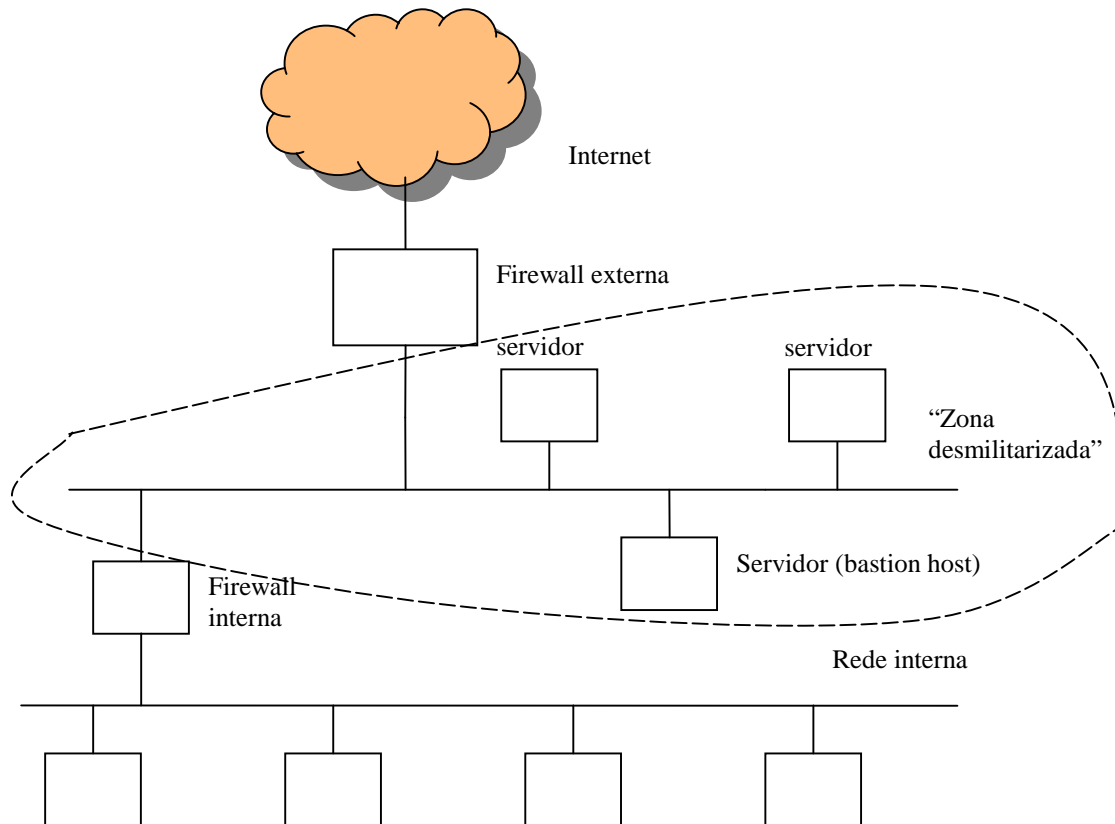 Internet
Firewall externa
servidor
servidor
“Zona
desmilitarizada”
Servidor (bastion host)
Firewall
interna
Rede interna